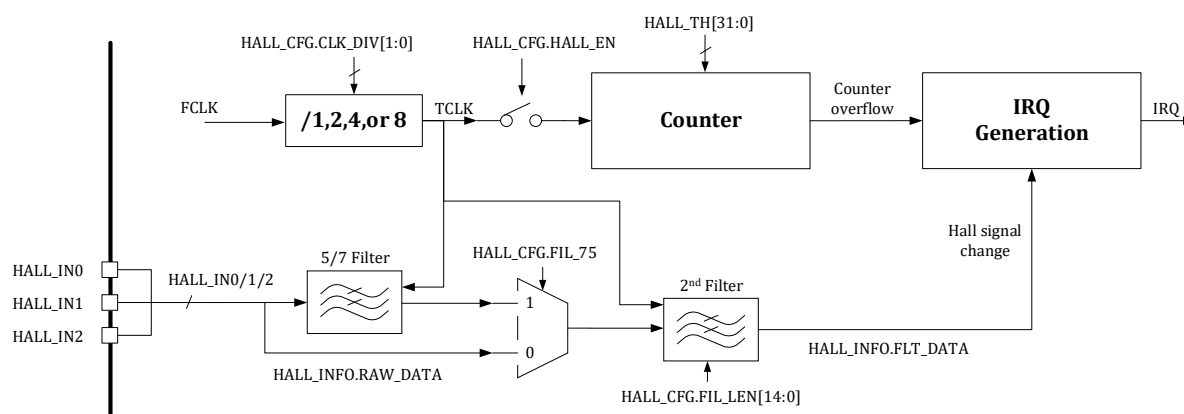 HALL_TH[31:0]
HALL_CFG.CLK_DIV[1:0]
HALL_CFG.HALL_EN
FCLK
/1,2,4,or 8
TCLK
Counter
Counter
overflow
IRQ
Generation
IRQ
Hall signal
change
HALL_IN0
HALL_IN1
HALL_IN2
HALL_IN0/1/2
5/7 Filter
HALL_CFG.FIL_75
1
0
2nd Filter
HALL_INFO.RAW_DATA
HALL_INFO.FLT_DATA
HALL_CFG.FIL_LEN[14:0]